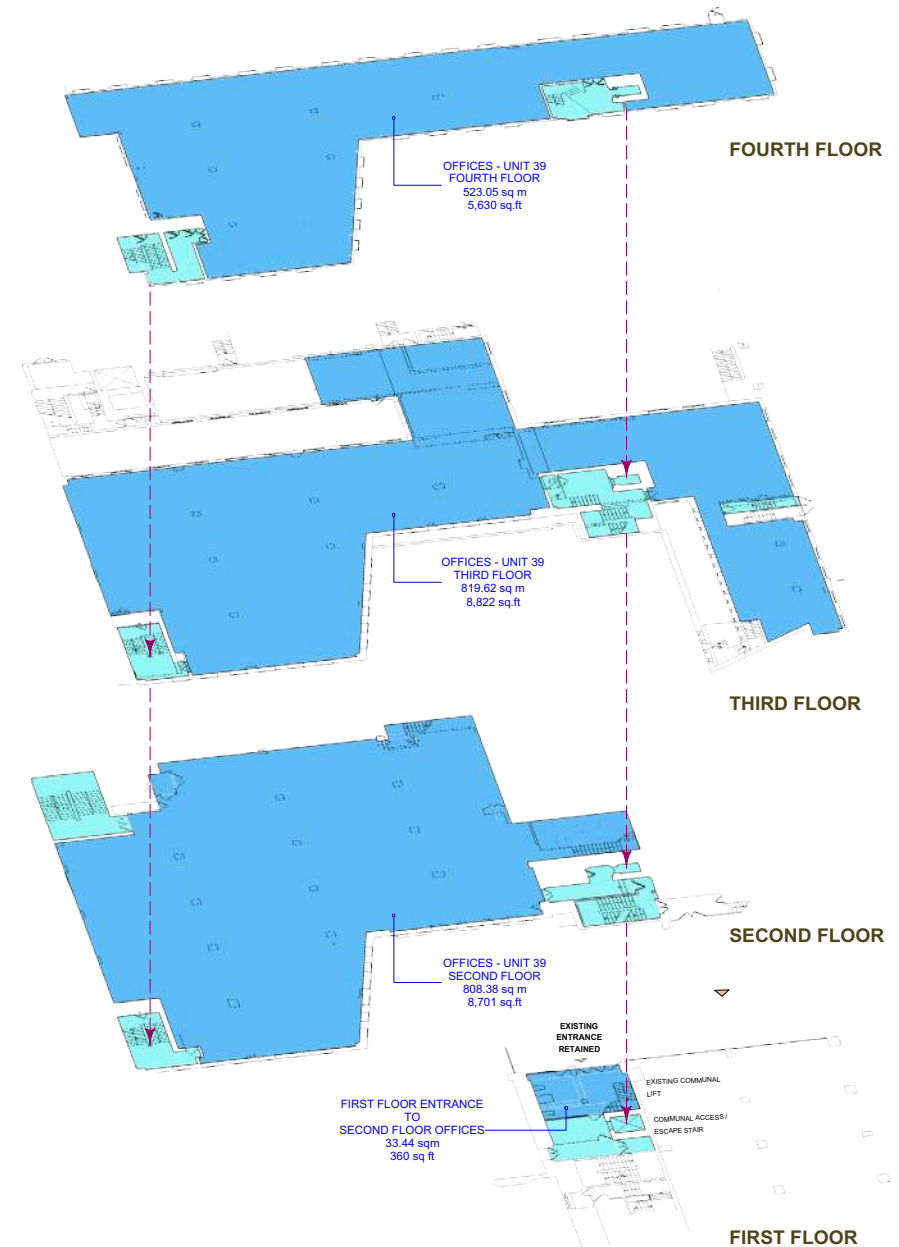 FOURTH FLOOR
OFFICES - UNIT 39
FOURTH FLOOR
523.05 sq m
5,630 sq.ft
OFFICES - UNIT 39
THIRD FLOOR
819.62 sq m
8,822 sq.ft
THIRD FLOOR
SECOND FLOOR
OFFICES - UNIT 39
SECOND FLOOR
808.38 sq m
8,701 sq.ft
EXISTING
ENTRANCE
RETAINED
EXISTING COMMUNAL
LIFT
COMMUNAL ACCESS /
ESCAPE STAIR
FIRST FLOOR ENTRANCE
TO
SECOND FLOOR OFFICES
33.44 sqm
360 sq ft
FIRST FLOOR